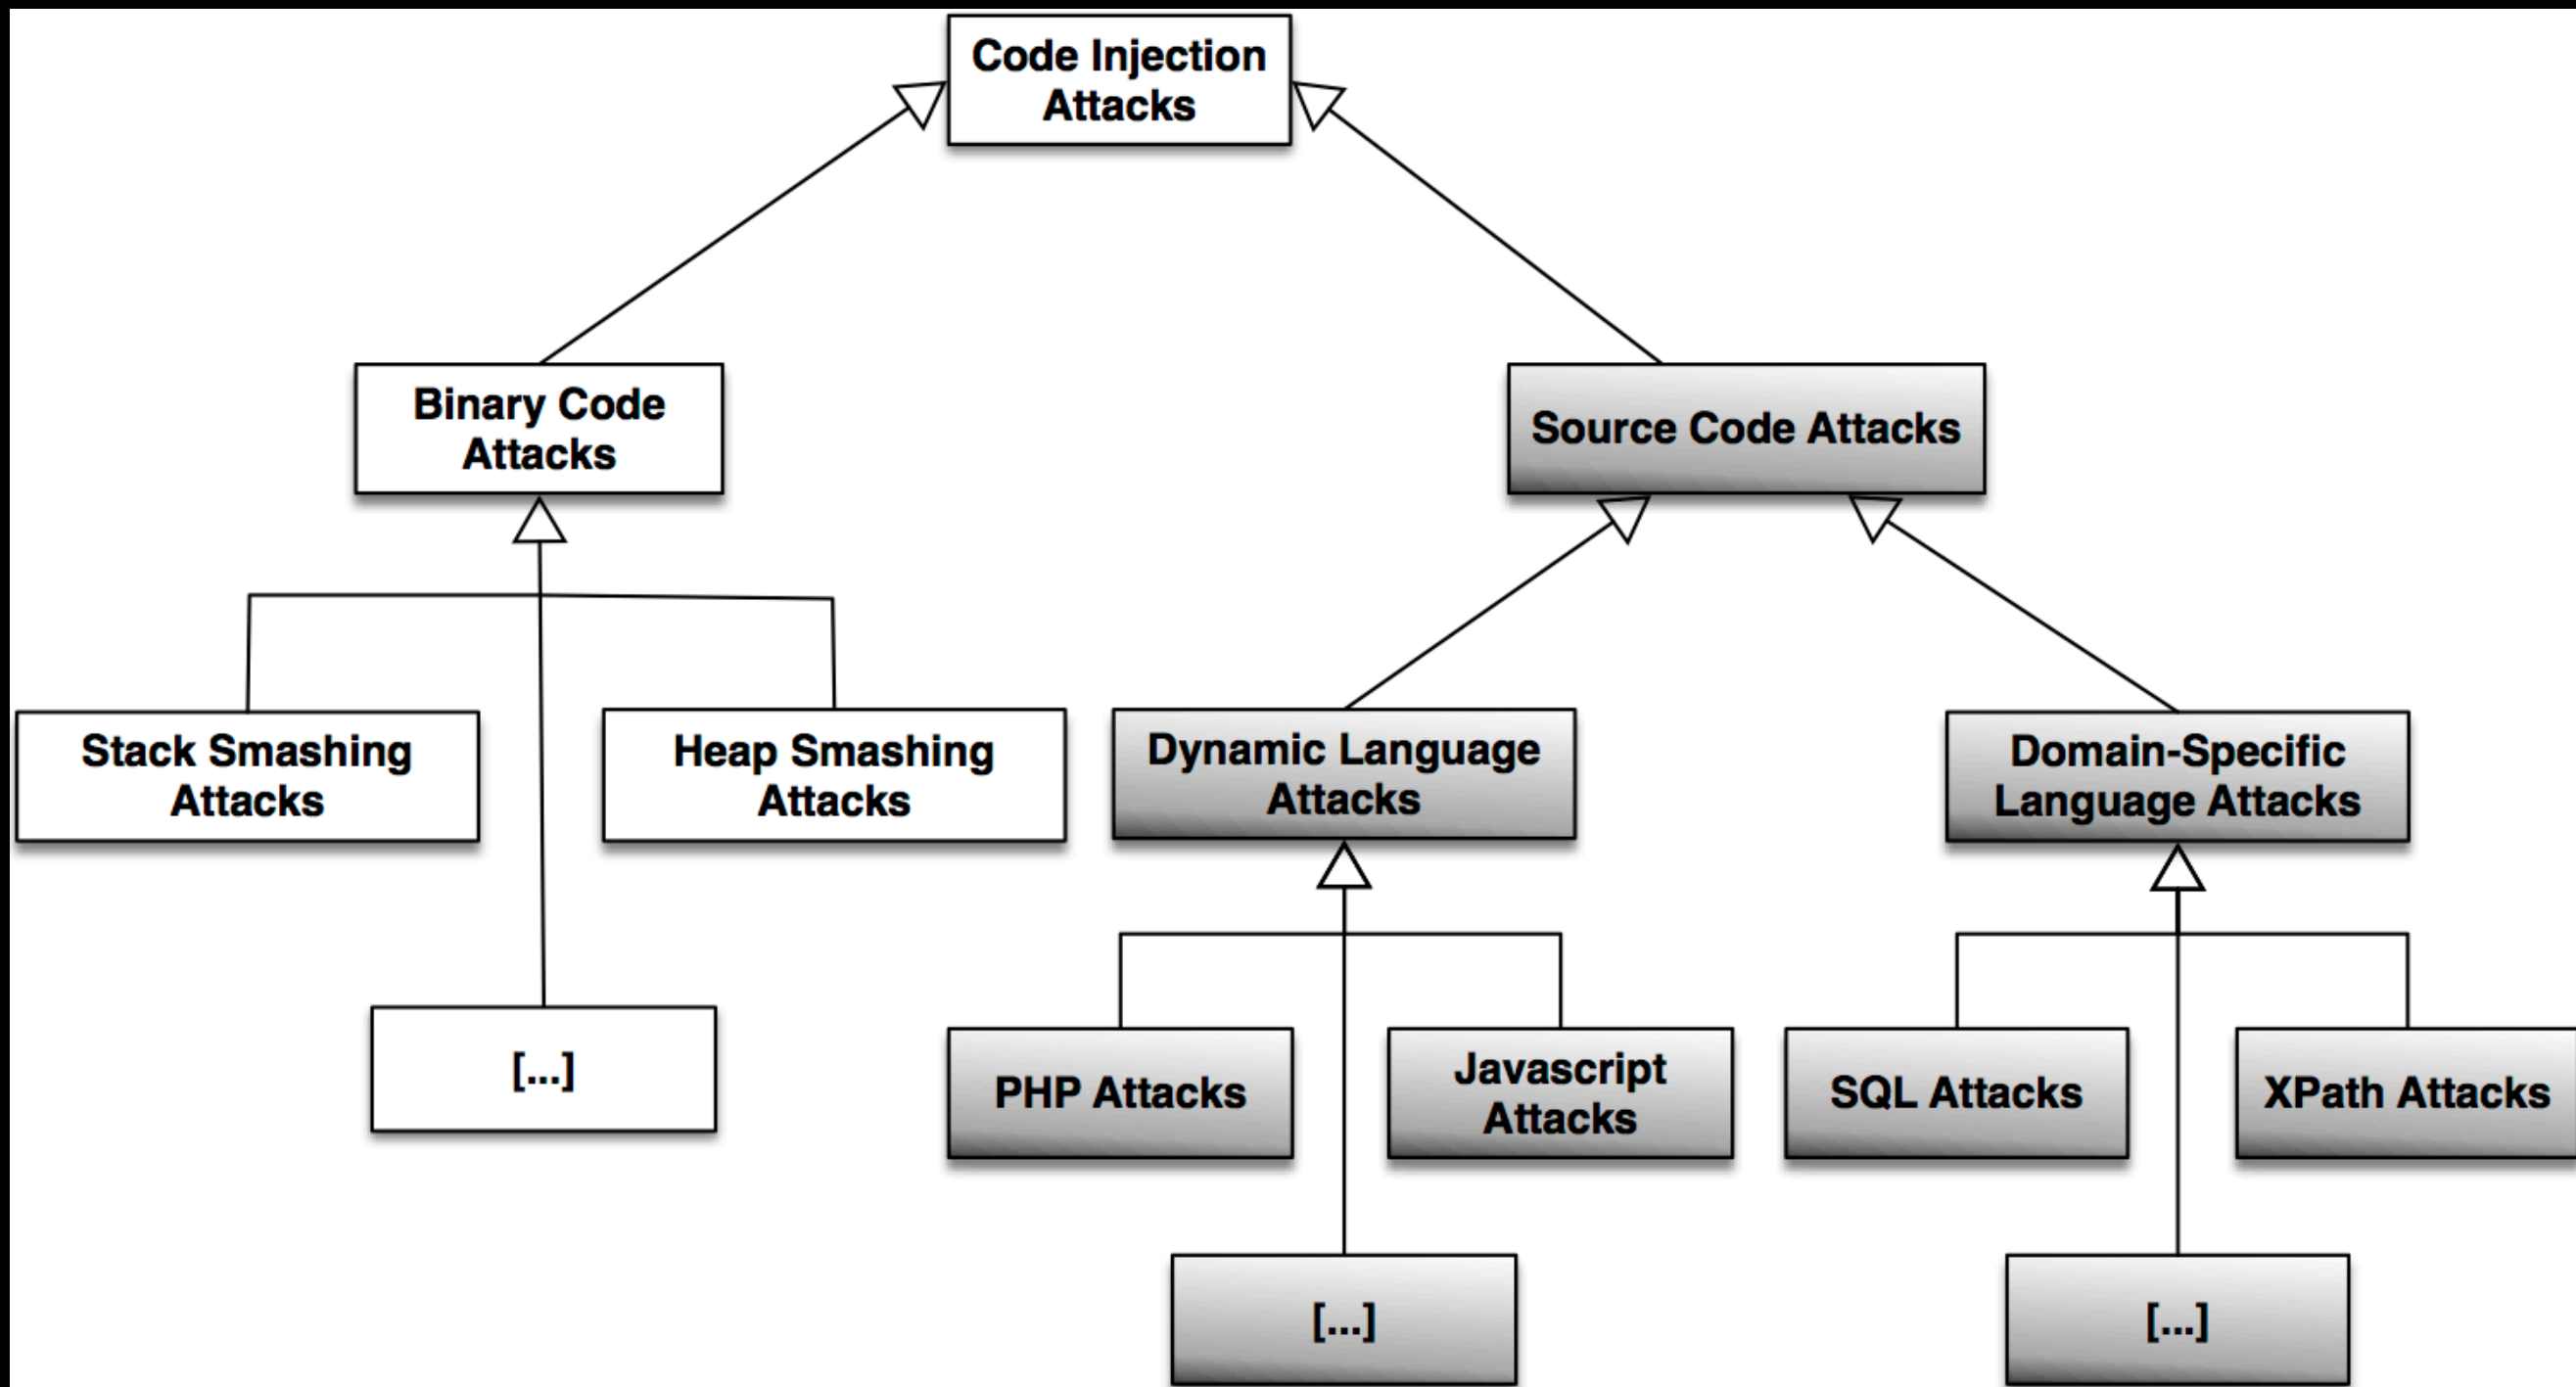 Code Injection
Attacks
Binary Code
Attacks
Source Code Attacks
Stack Smashing
Attacks
Heap Smashing
Attacks
Dynamic Language
Attacks
Domain-Specific
Language Attacks
[...]
PHP Attacks
Javascript
Attacks
SQL Attacks
XPath Attacks
[...]
[...]